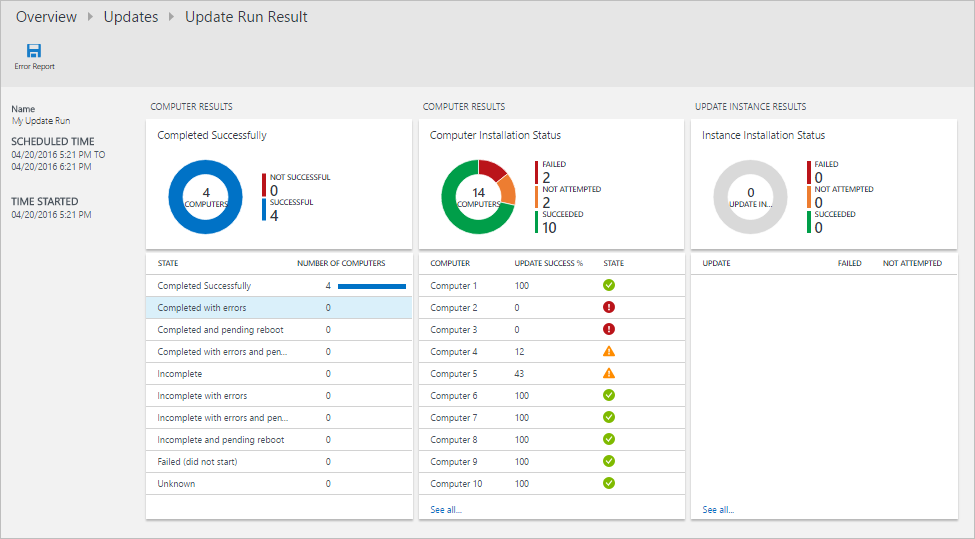 Overview Updates Update Run Result
Error Report
Name
My Update Run
SCHEDULED TIME
04/20/2016 5:21 PM TO
04/20/2016 6:21 PM
TIME STARTED
04/20/2016 5:21 PM
COMPUTER RESULTS
Completed Successfully
4
COMPUTERS
NOT SUCCESSFUL
0
SUCCESSFUL
4
STATE NUMBER OF COMPUTERS
Completed Successfully 4
Completed with errors 0
Completed and pending reboot 0
Completed with errors and pen... 0
Incomplete 0
Incomplete with errors 0
Incomplete with errors and pen... 0
Incomplete and pending reboot 0
Failed (did not start) 0
Unknown 0
COMPUTER RESULTS
Computer Installation Status
14
COMPUTERS
FAILED
2
NOT ATTEMPTED
2
SUCCEEDED
10
COMPUTER UPDATE SUCCESS % STATE
Computer 1 100
Computer 2 0
Computer 3 0
Computer 4 12
Computer 5 43
Computer 6 100
Computer 7 100
Computer 8 100
Computer 9 100
Computer 10 100
See all...
UPDATE INSTANCE RESULTS
Instance Installation Status
0
UPDATE IN...
FAILED
0
NOT ATTEMPTED
0
SUCCEEDED
0
UPDATE FAILED NOT ATTEMPTED
See all...